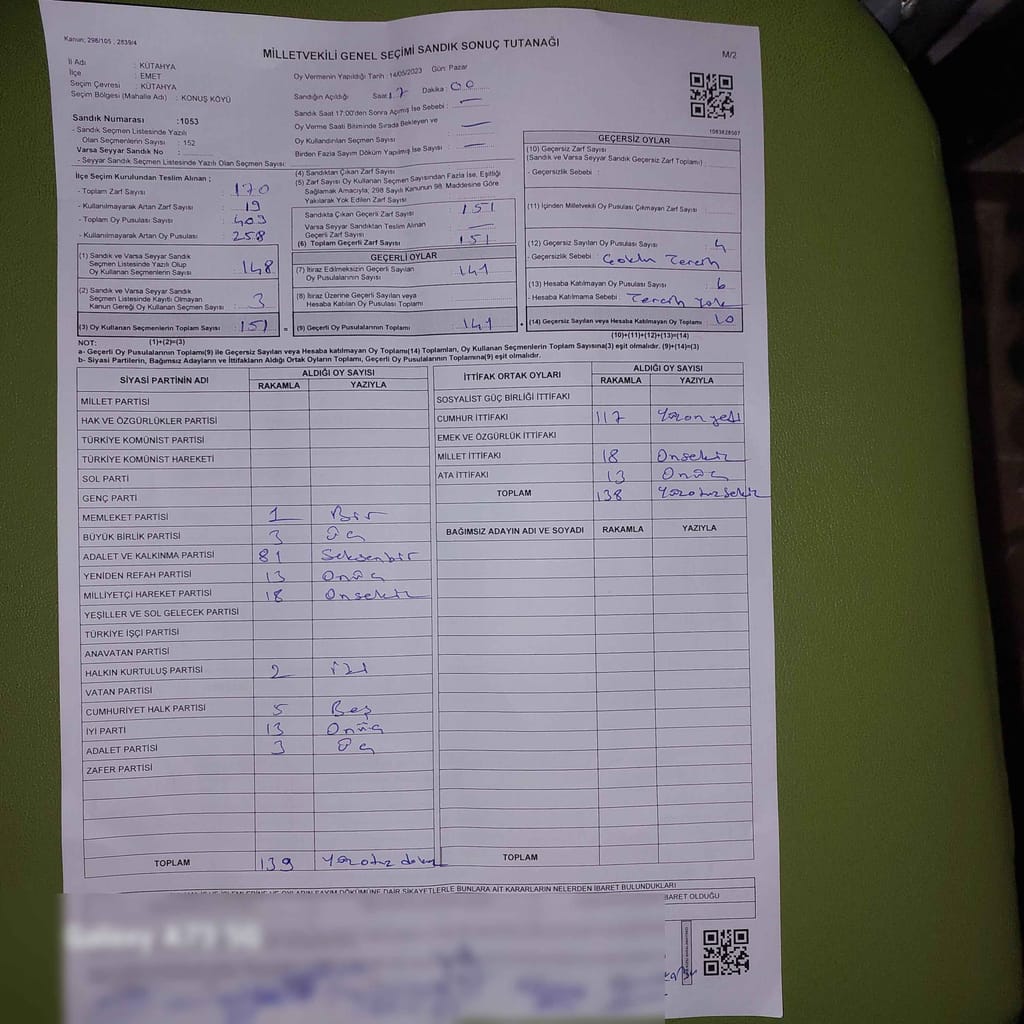 Kanun; 298/105 , 2839/4
MİLLETVEKİLİ GENEL SEÇİMİ SANDIK SONUÇ TUTANAĞI
M/2
İl Adı : KÜTAHYA
İlçe : EMET
Seçim Çevresi : KÜTAHYA
Seçim Bölgesi (Mahalle Adı) : KONUŞ KÖYÜ
Oy Vermenin Yapıldığı Tarih : 14/05/2023 Gün: Pazar
Sandığın Açıldığı Saat 17 Dakika : 00
Sandık Saat 17:00'den Sonra Açılmış İse Sebebi : —
Oy Verme Saati Bitiminde Sırada Bekleyen ve
Oy Kullandırılan Seçmen Sayısı : —
Birden Fazla Sayım Döküm Yapılmış İse Sayısı : —
Sandık Numarası :1053
- Sandık Seçmen Listesinde Yazılı
Olan Seçmenlerin Sayısı : 152
Varsa Seyyar Sandık No :
- Seyyar Sandık Seçmen Listesinde Yazılı Olan Seçmen Sayısı:
İlçe Seçim Kurulundan Teslim Alınan ;
- Toplam Zarf Sayısı : 170
- Kullanılmayarak Artan Zarf Sayısı : 19
- Toplam Oy Pusulası Sayısı : 409
- Kullanılmayarak Artan Oy Pusulası : 258
(1) Sandık ve Varsa Seyyar Sandık
Seçmen Listesinde Yazılı Olup
Oy Kullanan Seçmenlerin Sayısı : 148
(2) Sandık ve Varsa Seyyar Sandık
Seçmen Listesinde Kayıtlı Olmayan
Kanun Gereği Oy Kullanan Seçmen Sayısı : 3
(3) Oy Kullanan Seçmenlerin Toplam Sayısı : 151
(4) Sandıktan Çıkan Zarf Sayısı
(5) Zarf Sayısı Oy Kullanan Seçmen Sayısından Fazla İse, Eşitliği
Sağlamak Amacıyla, 298 Sayılı Kanunun 98. Maddesine Göre
Yakılarak Yok Edilen Zarf Sayısı
Sandıkta Çıkan Geçerli Zarf Sayısı : 151
Varsa Seyyar Sandıktan Teslim Alınan
Geçerli Zarf Sayısı :
(6) Toplam Geçerli Zarf Sayısı : 151
GEÇERLİ OYLAR
(7) İtiraz Edilmeksizin Geçerli Sayılan
Oy Pusulalarının Sayısı : 141
(8) İtiraz Üzerine Geçerli Sayılan veya
Hesaba Katılan Oy Pusulası Toplamı :
= (9) Geçerli Oy Pusulalarının Toplamı : 141
1083828507
GEÇERSİZ OYLAR
(10) Geçersiz Zarf Sayısı
(Sandık ve Varsa Seyyar Sandık Geçersiz Zarf Toplamı) :
- Geçersizlik Sebebi :
(11) İçinden Milletvekili Oy Pusulası Çıkmayan Zarf Sayısı :
(12) Geçersiz Sayılan Oy Pusulası Sayısı : 4
- Geçersizlik Sebebi : Çoklu Tercih
(13) Hesaba Katılmayan Oy Pusulası Sayısı : 6
- Hesaba Katılmama Sebebi : Tercih Yok
+ (14) Geçersiz Sayılan veya Hesaba Katılmayan Oy Toplamı : 10
NOT: (1)+(2)=(3)
(10)+(11)+(12)+(13)=(14)
a- Geçerli Oy Pusulalarının Toplamı(9) ile Geçersiz Sayılan veya Hesaba katılmayan Oy Toplamı(14) Toplamları, Oy Kullanan Seçmenlerin Toplam Sayısına(3) eşit olmalıdır. (9)+(14)=(3)
b- Siyasi Partilerin, Bağımsız Adayların ve İttifakların Aldığı Ortak Oyların Toplamı, Geçerli Oy Pusulalarının Toplamına(9) eşit olmalıdır.
SİYASİ PARTİNİN ADI ALDIĞI OY SAYISI
RAKAMLA YAZIYLA
MİLLET PARTİSİ
HAK VE ÖZGÜRLÜKLER PARTİSİ
TÜRKİYE KOMÜNİST PARTİSİ
TÜRKİYE KOMÜNİST HAREKETİ
SOL PARTİ
GENÇ PARTİ
MEMLEKET PARTİSİ 1 Bir
BÜYÜK BİRLİK PARTİSİ 3 Üç
ADALET VE KALKINMA PARTİSİ 81 Seksenbir
YENİDEN REFAH PARTİSİ 13 Onüç
MİLLİYETÇİ HAREKET PARTİSİ 18 Onsekiz
YEŞİLLER VE SOL GELECEK PARTİSİ
TÜRKİYE İŞÇİ PARTİSİ
ANAVATAN PARTİSİ
HALKIN KURTULUŞ PARTİSİ 2 İki
VATAN PARTİSİ
CUMHURİYET HALK PARTİSİ 5 Beş
İYİ PARTİ 13 Onüç
ADALET PARTİSİ 3 Üç
ZAFER PARTİSİ
TOPLAM 139
İTTİFAK ORTAK OYLARI ALDIĞI OY SAYISI
RAKAMLA YAZIYLA
SOSYALİST GÜÇ BİRLİĞİ İTTİFAKI
CUMHUR İTTİFAKI 117 Yüzonyedi
EMEK VE ÖZGÜRLÜK İTTİFAKI
MİLLET İTTİFAKI 18 Onsekiz
ATA İTTİFAKI 13 Onüç
TOPLAM 138 Yüzotuzsekiz
BAĞIMSIZ ADAYIN ADI VE SOYADI RAKAMLA YAZIYLA
TOPLAM
DÖKÜMÜNE DAİR ŞİKAYETLERLE BUNLARA AİT KARARLARIN NELERDEN İBARET BULUNDUKLARI
İBARET OLDUĞU
Galaxy A73 5G